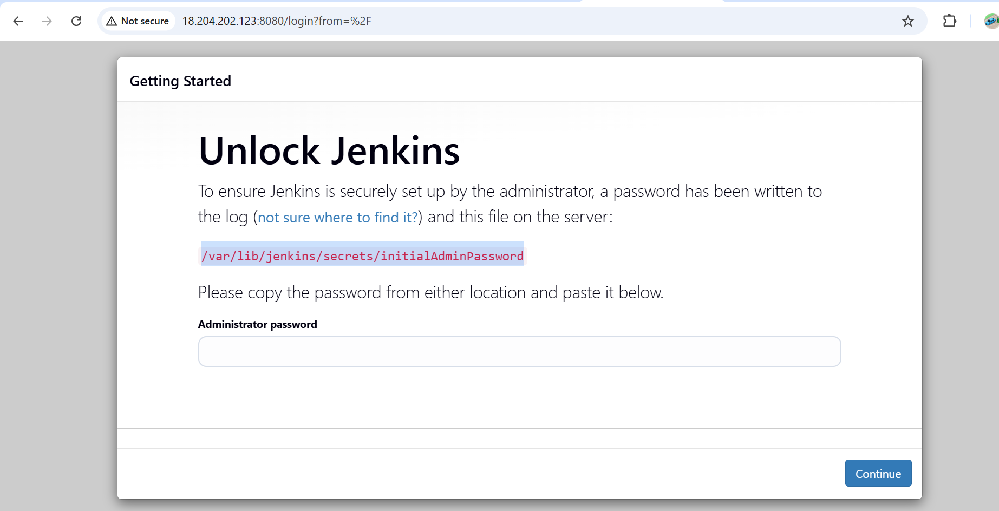 Not secure 18.204.202.123:8080/login?from=%2F
Getting Started
Unlock Jenkins
To ensure Jenkins is securely set up by the administrator, a password has been written to
the log (not sure where to find it?) and this file on the server:
/var/lib/jenkins/secrets/initialAdminPassword
Please copy the password from either location and paste it below.
Administrator password
Continue